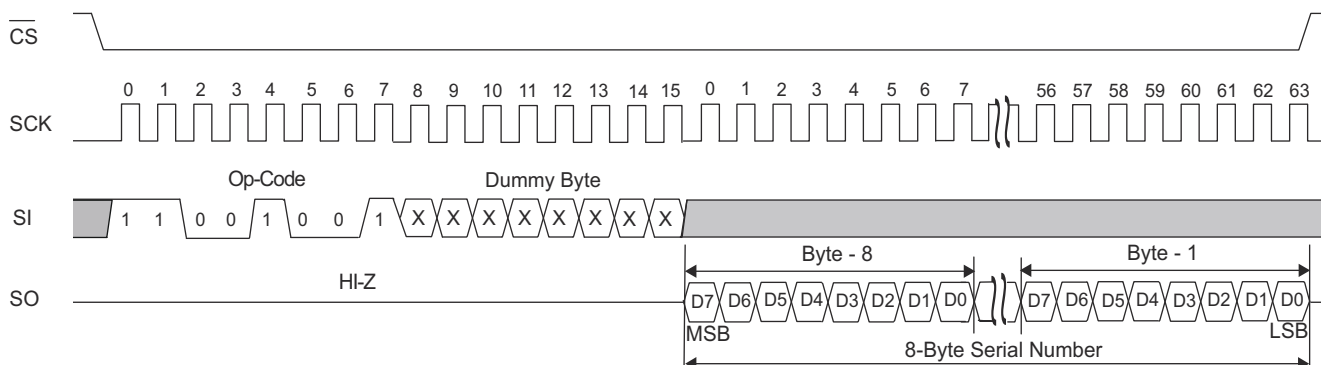 CS
0 1 2 3 4 5 6 7 8 9 10 11 12 13 14 15 0 1 2 3 4 5 6 7 56 57 58 59 60 61 62 63
SCK
Op-Code Dummy Byte
SI 1 1 0 0 1 0 0 1 X X X X X X X X
Byte - 8 Byte - 1
HI-Z
SO D7 D6 D5 D4 D3 D2 D1 D0 D7 D6 D5 D4 D3 D2 D1 D0
MSB LSB
8-Byte Serial Number